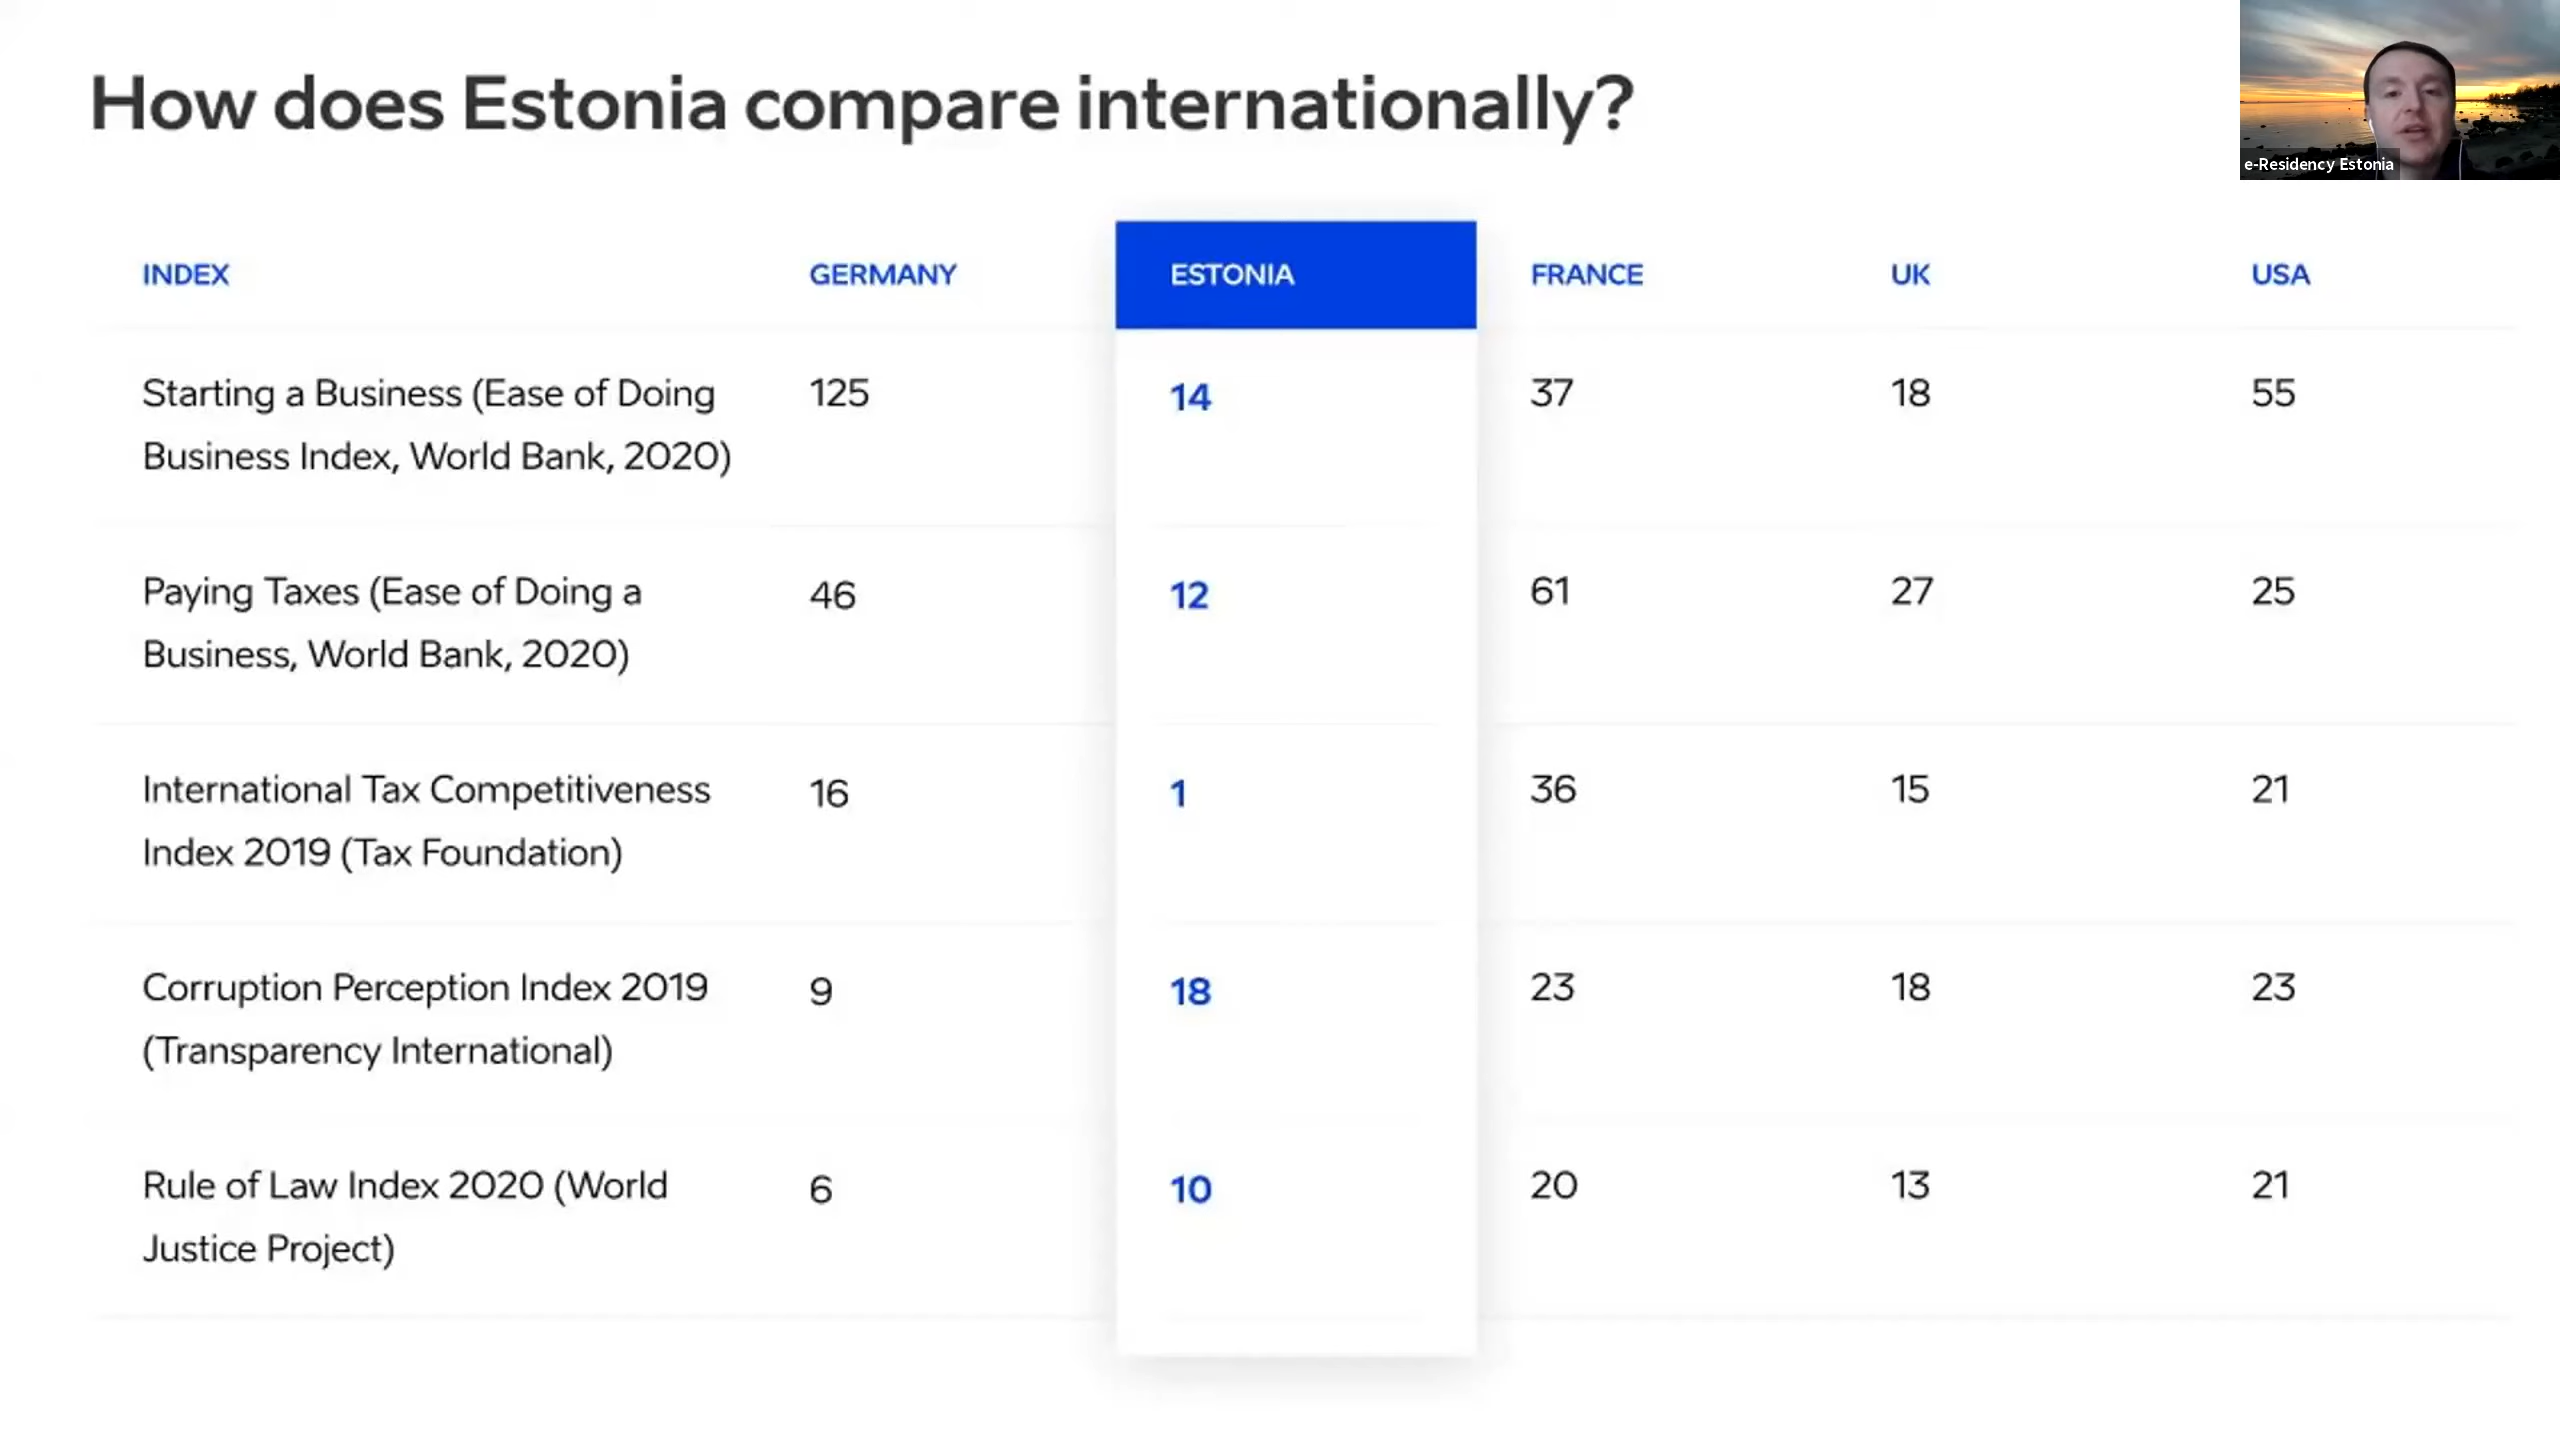 How does Estonia compare internationally?
e-Residency Estonia
INDEX GERMANY ESTONIA FRANCE UK USA
Starting a Business (Ease of Doing 125 14 37 18 55
Business Index, World Bank, 2020)
Paying Taxes (Ease of Doing a 46 12 61 27 25
Business, World Bank, 2020)
International Tax Competitiveness 16 1 36 15 21
Index 2019 (Tax Foundation)
Corruption Perception Index 2019 9 18 23 18 23
(Transparency International)
Rule of Law Index 2020 (World 6 10 20 13 21
Justice Project)